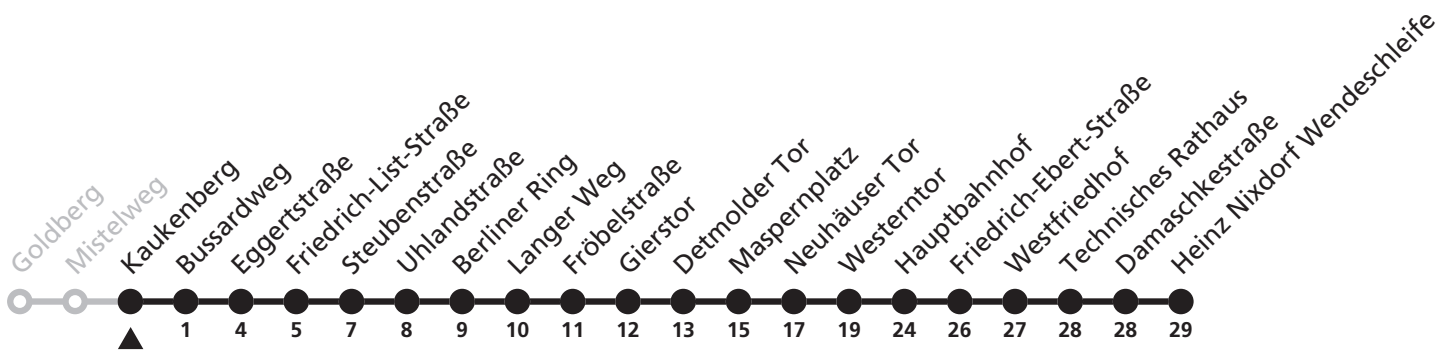 Goldberg
Mistelweg
Kaukenberg
Bussardweg
Eggertstraße
Friedrich-List-Straße
Steubenstraße
Uhlandstraße
Berliner Ring
Langer Weg
Fröbelstraße
Gierstor
Detmolder Tor
Maspernplatz
Neuhäuser Tor
Westerntor
Hauptbahnhof
Friedrich-Ebert-Straße
Westfriedhof
Technisches Rathaus
Damaschkestraße
Heinz Nixdorf Wendeschleife
1 4 5 7 8 9 10 11 12 13 15 17 19 24 26 27 28 28 29